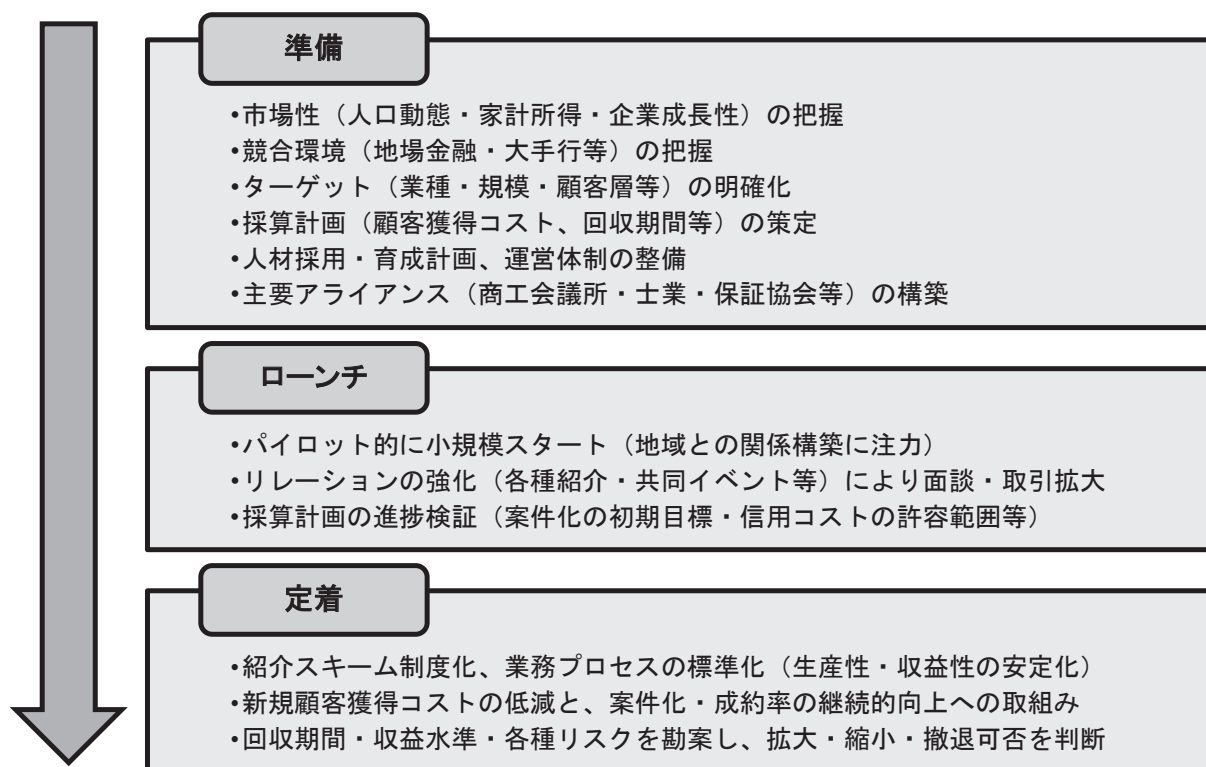 準備
•市場性（人口動態・家計所得・企業成長性）の把握
•競合環境（地場金融・大手行等）の把握
•ターゲット（業種・規模・顧客層等）の明確化
•採算計画（顧客獲得コスト、回収期間等）の策定
•人材採用・育成計画、運営体制の整備
•主要アライアンス（商工会議所・士業・保証協会等）の構築
ローンチ
•パイロット的に小規模スタート（地域との関係構築に注力）
•リレーションの強化（各種紹介・共同イベント等）により面談・取引拡大
•採算計画の進捗検証（案件化の初期目標・信用コストの許容範囲等）
定着
•紹介スキーム制度化、業務プロセスの標準化（生産性・収益性の安定化）
•新規顧客獲得コストの低減と、案件化・成約率の継続的向上への取組み
•回収期間・収益水準・各種リスクを勘案し、拡大・縮小・撤退可否を判断